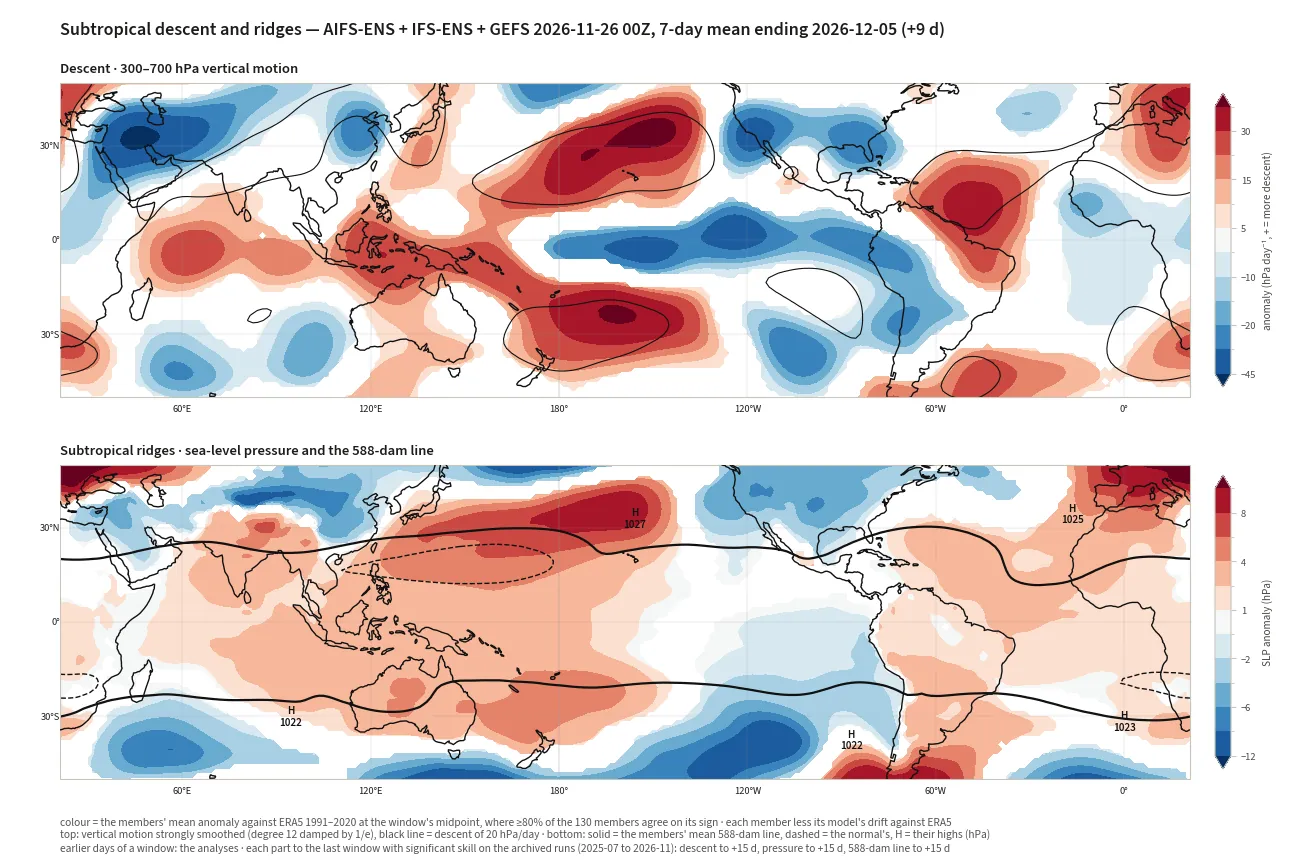 Subtropical descent and ridges — AIFS-ENS + IFS-ENS + GEFS 2026-11-26 00Z, 7-day mean ending 2026-12-05 (+9 d)
Descent · 300–700 hPa vertical motion
30°N
0°
30°S
60°E
120°E
180°
120°W
60°W
0°
30
15
5
−10
−20
−45
anomaly (hPa day⁻¹, + = more descent)
Subtropical ridges · sea-level pressure and the 588-dam line
H
1027
H
1025
H
1022
H
1022
H
1023
30°N
0°
30°S
60°E
120°E
180°
120°W
60°W
0°
8
4
1
−2
−6
−12
SLP anomaly (hPa)
colour = the members' mean anomaly against ERA5 1991–2020 at the window's midpoint, where ≥80% of the 130 members agree on its sign · each member less its model's drift against ERA5
top: vertical motion strongly smoothed (degree 12 damped by 1/e), black line = descent of 20 hPa/day · bottom: solid = the members' mean 588-dam line, dashed = the normal's, H = their highs (hPa)
earlier days of a window: the analyses · each part to the last window with significant skill on the archived runs (2025-07 to 2026-11): descent to +15 d, pressure to +15 d, 588-dam line to +15 d